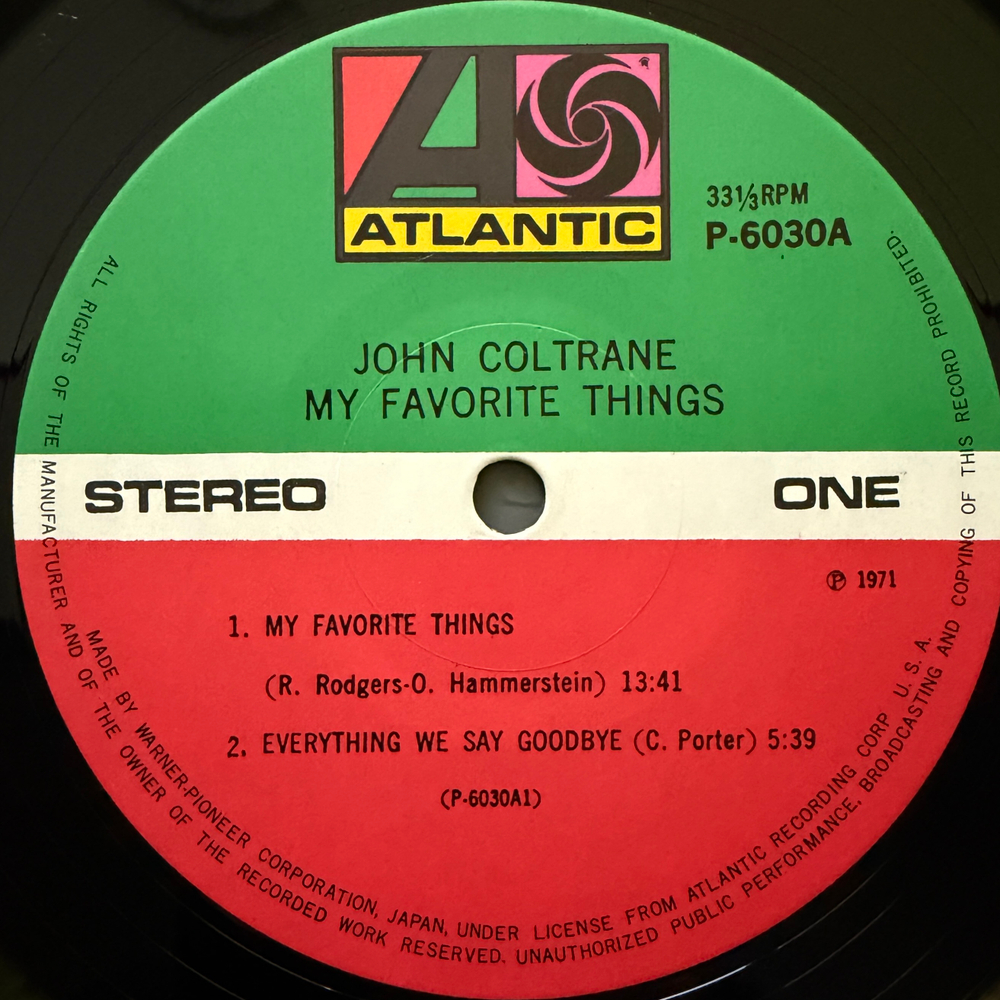 ATLANTIC
33⅓RPM
P-6030A
JOHN COLTRANE
MY FAVORITE THINGS
STEREO
ONE
℗ 1971
1. MY FAVORITE THINGS
(R. Rodgers-O. Hammerstein) 13:41
2. EVERYTHING WE SAY GOODBYE (C. Porter) 5:39
(P-6030A1)
MADE BY WARNER-PIONEER CORPORATION, JAPAN, UNDER LICENSE FROM ATLANTIC RECORDING CORP. U. S. A.
ALL RIGHTS OF THE MANUFACTURER AND OF THE OWNER OF THE RECORDED WORK RESERVED. UNAUTHORIZED PUBLIC PERFORMANCE, BROADCASTING AND COPYING OF THIS RECORD PROHIBITED.